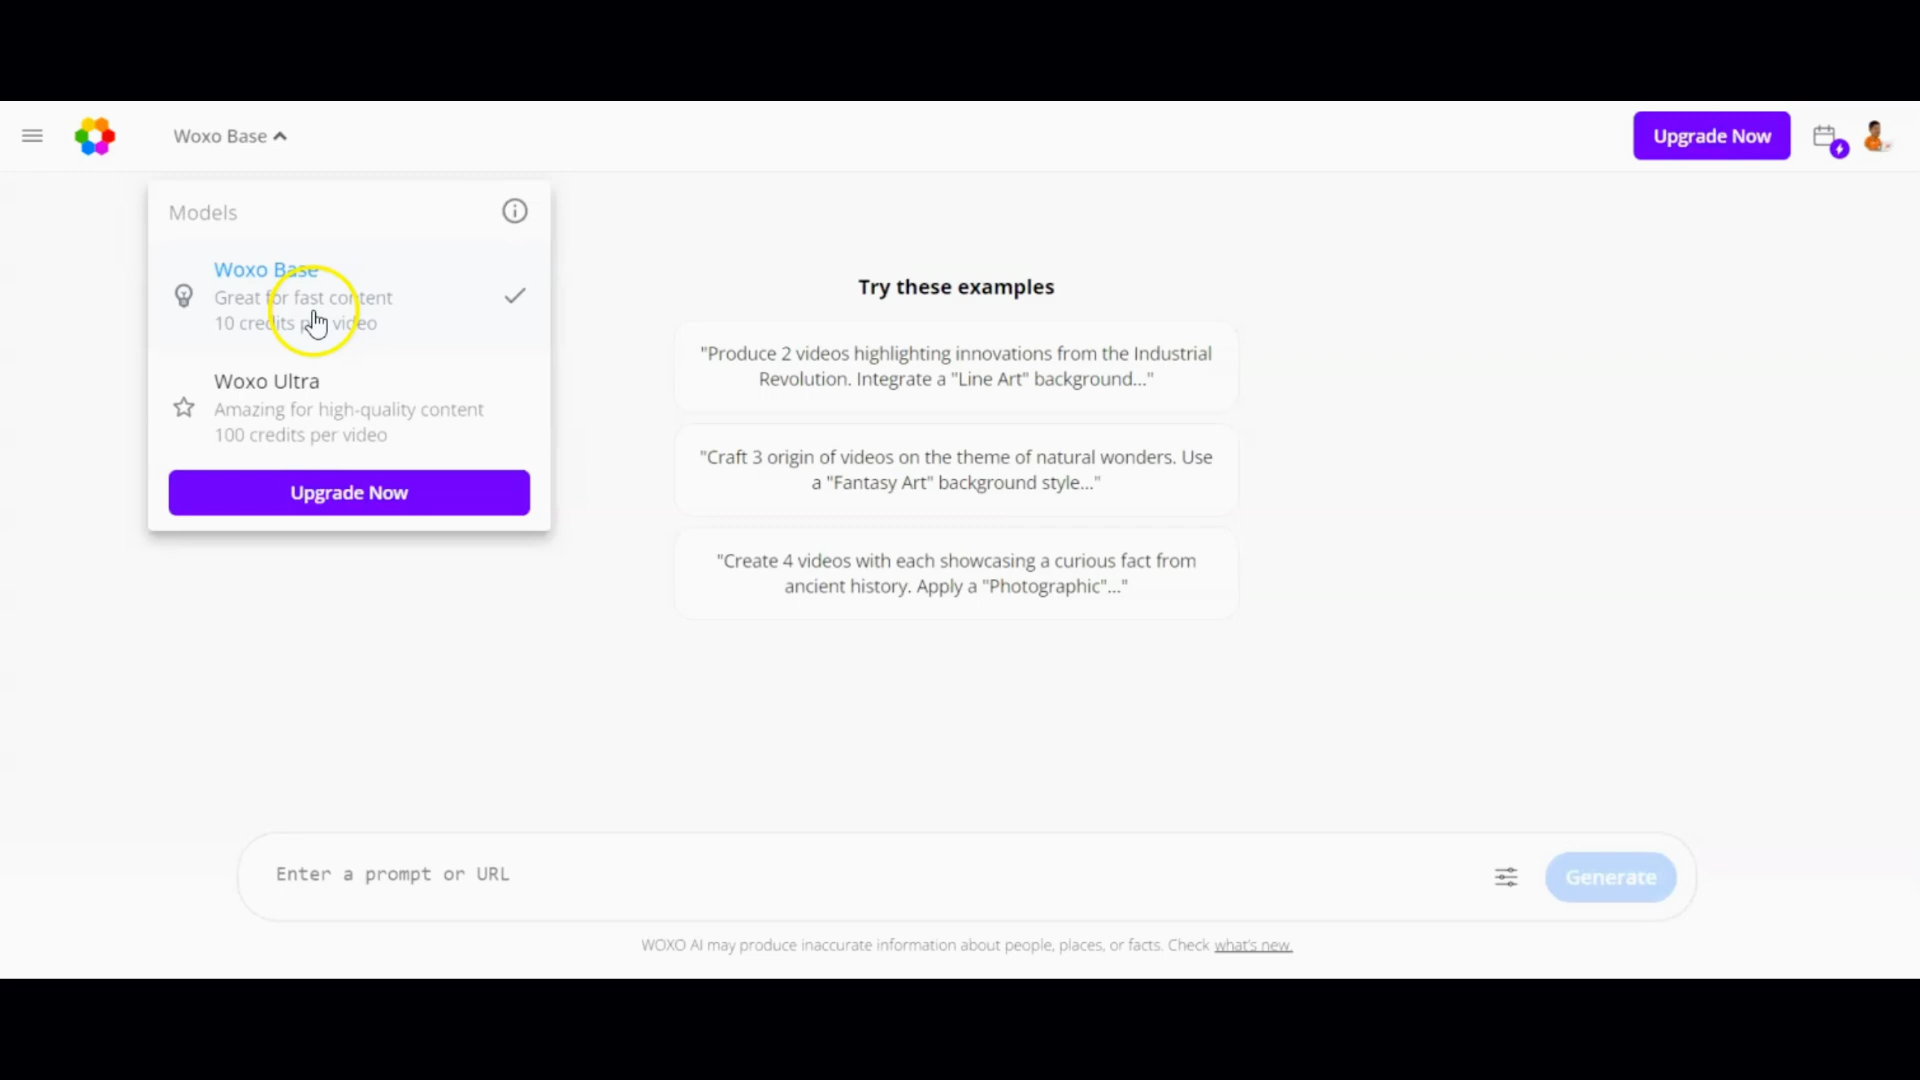 Woxo Base
Upgrade Now
Models
Woxo Base
Great for fast content
10 credits per video
Woxo Ultra
Amazing for high-quality content
100 credits per video
Upgrade Now
Try these examples
"Produce 2 videos highlighting innovations from the Industrial
Revolution. Integrate a "Line Art" background..."
"Craft 3 origin of videos on the theme of natural wonders. Use
a "Fantasy Art" background style..."
"Create 4 videos with each showcasing a curious fact from
ancient history. Apply a "Photographic"..."
Enter a prompt or URL
Generate
WOXO AI may produce inaccurate information about people, places, or facts. Check what's new.